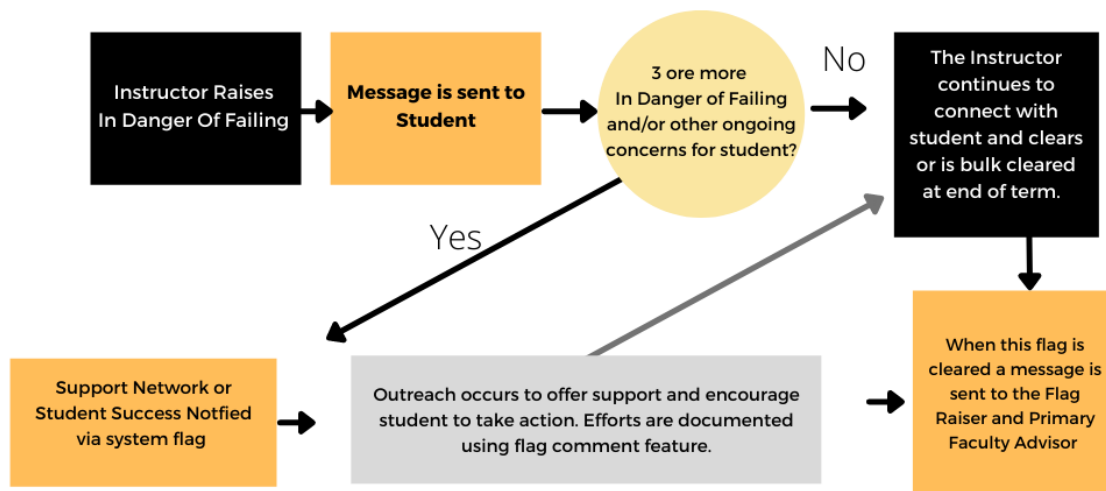 Instructor Raises
In Danger Of Failing
Message is sent to
Student
3 ore more
In Danger of Failing
and/or other ongoing
concerns for student?
No
The Instructor
continues to
connect with
student and clears
or is bulk cleared
at end of term.
Yes
Support Network or
Student Success Notfied
via system flag
Outreach occurs to offer support and encourage
student to take action. Efforts are documented
using flag comment feature.
When this flag is
cleared a message is
sent to the Flag
Raiser and Primary
Faculty Advisor